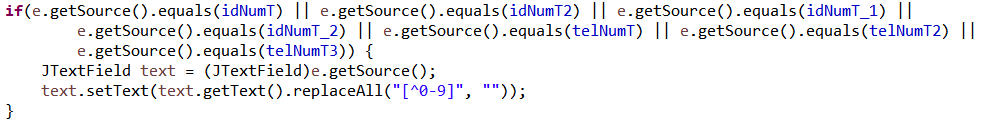 if(e.getSource().equals(idNumT) || e.getSource().equals(idNumT2) || e.getSource().equals(idNumT_1) ||
        e.getSource().equals(idNumT_2) || e.getSource().equals(telNumT) || e.getSource().equals(telNumT2) ||
        e.getSource().equals(telNumT3)) {
    JTextField text = (JTextField)e.getSource();
    text.setText(text.getText().replaceAll("[^0-9]", ""));
}